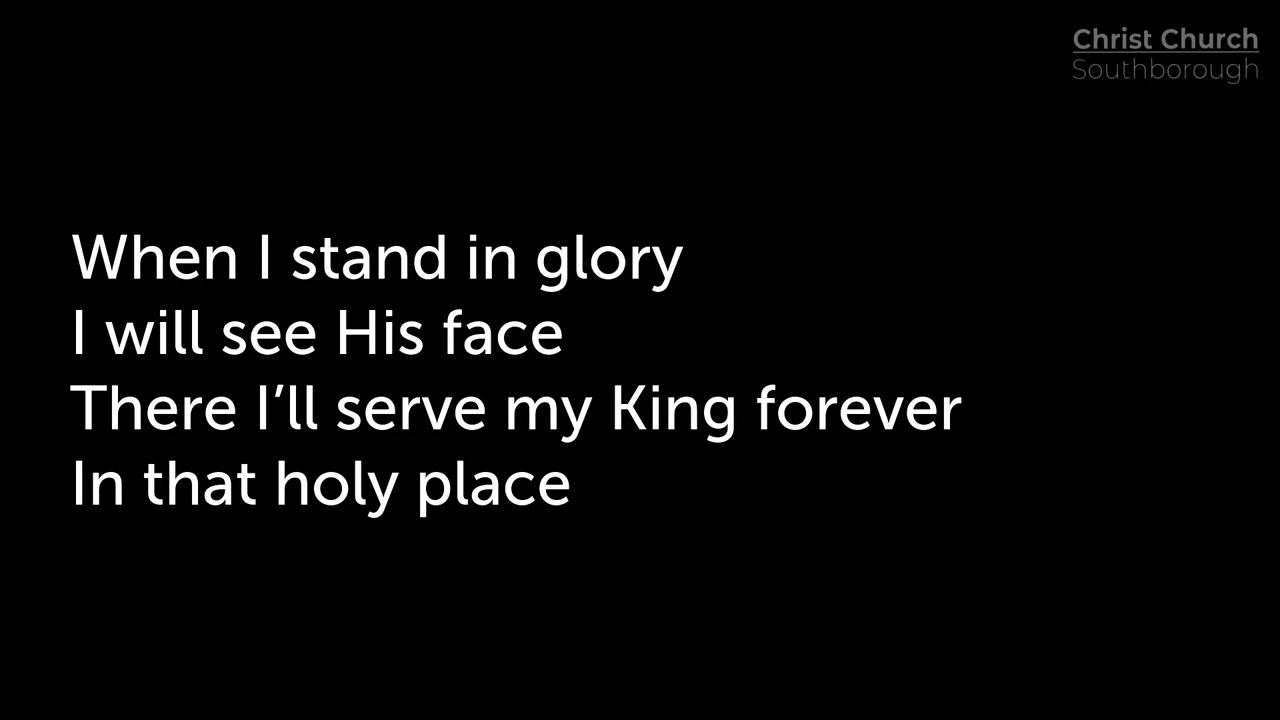 Christ Church
Southborough
When I stand in glory
I will see His face
There I’ll serve my King forever
In that holy place